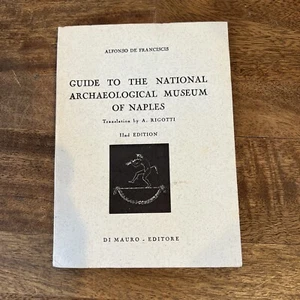 ALFONSO DE FRANCISCIS
GUIDE TO THE NATIONAL
ARCHAEOLOGICAL MUSEUM
OF NAPLES
Translation by A. RIGOTTI
IInd EDITION
DI MAURO - EDITORE